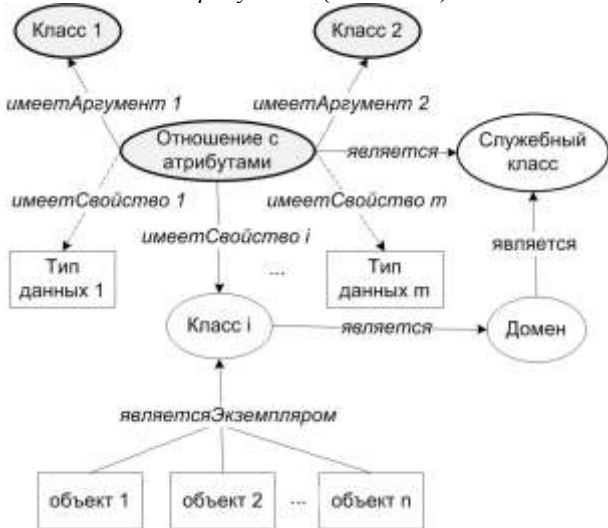 Класс 1
Класс 2
имеетАргумент 1
имеетАргумент 2
Отношение с
атрибутами
является
Служебный
класс
имеетСвойство 1
имеетСвойство m
имеетСвойство i
является
Тип
данных 1
...
Тип
данных m
Класс i
является
Домен
являетсяЭкземпляром
объект 1
объект 2
...
объект n